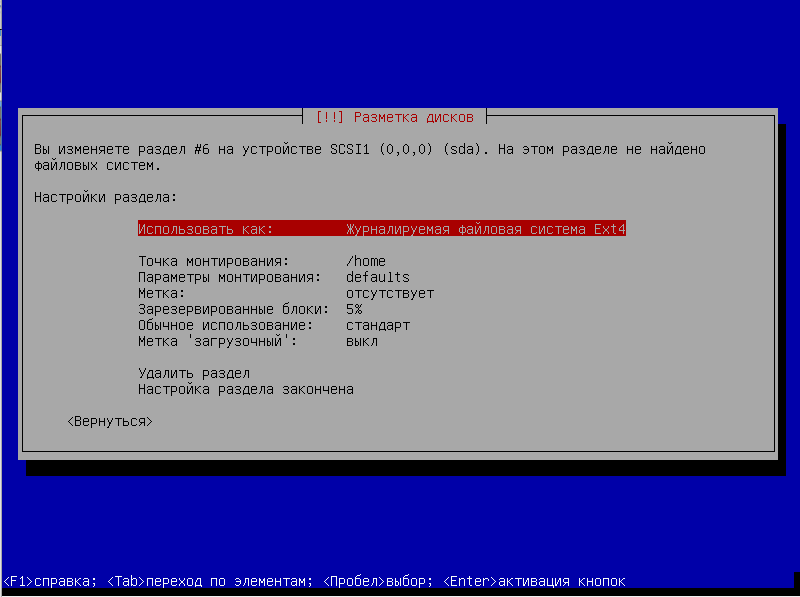 [!!] Разметка дисков
Вы изменяете раздел #6 на устройстве SCSI1 (0,0,0) (sda). На этом разделе не найдено
файловых систем.
Настройки раздела:
Использовать как: Журналируемая файловая система Ext4
Точка монтирования: /home
Параметры монтирования: defaults
Метка: отсутствует
Зарезервированные блоки: 5%
Обычное использование: стандарт
Метка 'загрузочный': выкл
Удалить раздел
Настройка раздела закончена
<Вернуться>
<F1>справка; <Tab>переход по элементам; <Пробел>выбор; <Enter>активация кнопок